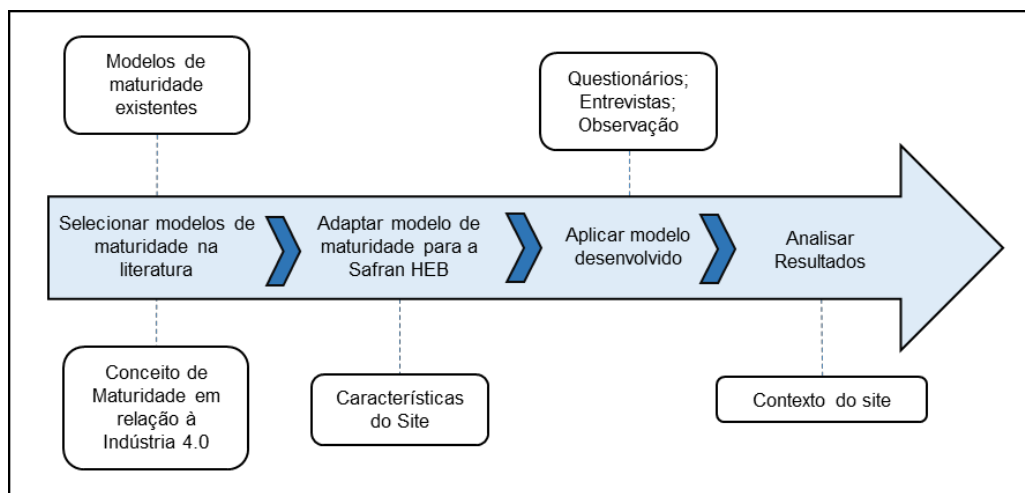 Modelos de
maturidade
existentes
Questionários;
Entrevistas;
Observação
Selecionar modelos de
maturidade na
literatura
Adaptar modelo de
maturidade para a
Safran HEB
Aplicar modelo
desenvolvido
Analisar
Resultados
Conceito de
Maturidade em
relação à
Indústria 4.0
Características
do Site
Contexto do site